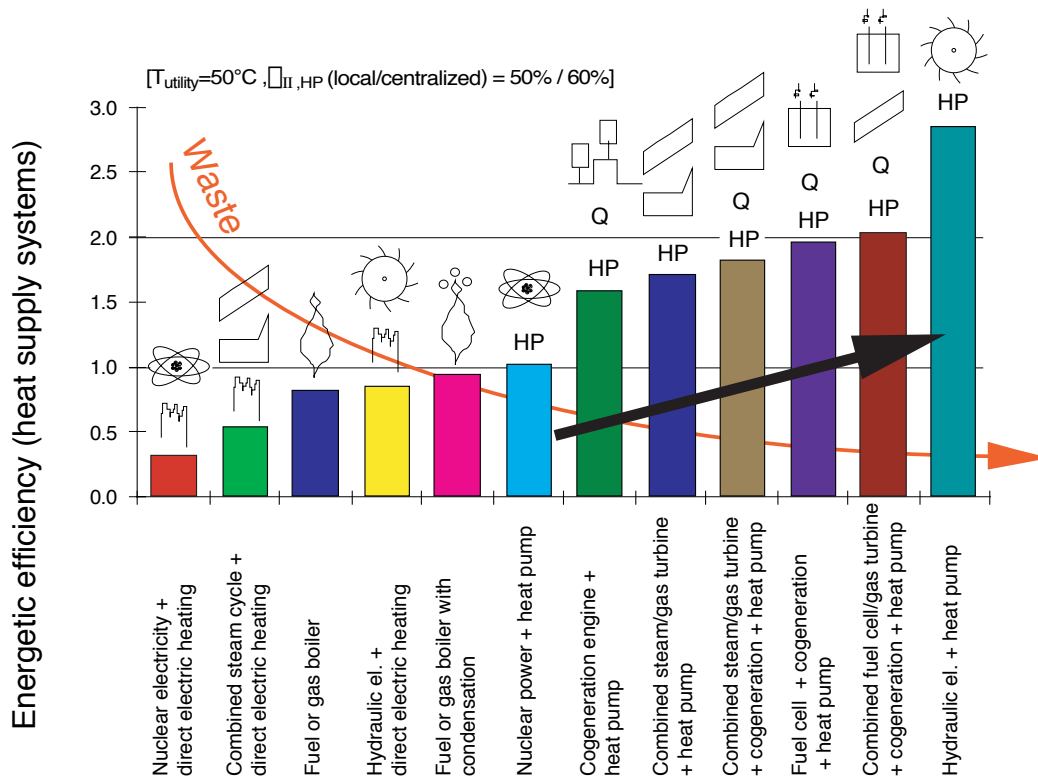 [Tutility=50°C ,□II,HP (local/centralized) = 50% / 60%]
Energetic efficiency (heat supply systems)
3.0
2.5
2.0
1.5
1.0
0.5
0.0
Waste
HP
Q
HP
HP
Q
HP
Q
HP
Q
HP
HP
Nuclear electricity +
direct electric heating
Combined steam cycle +
direct electric heating
Fuel or gas boiler
Hydraulic el. +
direct electric heating
Fuel or gas boiler with
condensation
Nuclear power + heat pump
Cogeneration engine +
heat pump
Combined steam/gas turbine
+ heat pump
Combined steam/gas turbine
+ cogeneration + heat pump
Fuel cell + cogeneration
+ heat pump
Combined fuel cell/gas turbine
+ cogeneration + heat pump
Hydraulic el. + heat pump